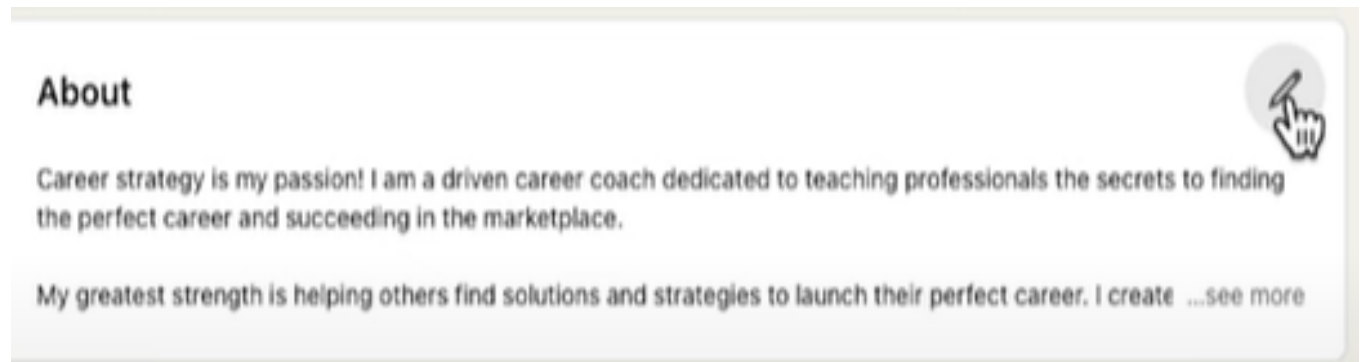 About
Career strategy is my passion! I am a driven career coach dedicated to teaching professionals the secrets to finding
the perfect career and succeeding in the marketplace.
My greatest strength is helping others find solutions and strategies to launch their perfect career. I create ...see more